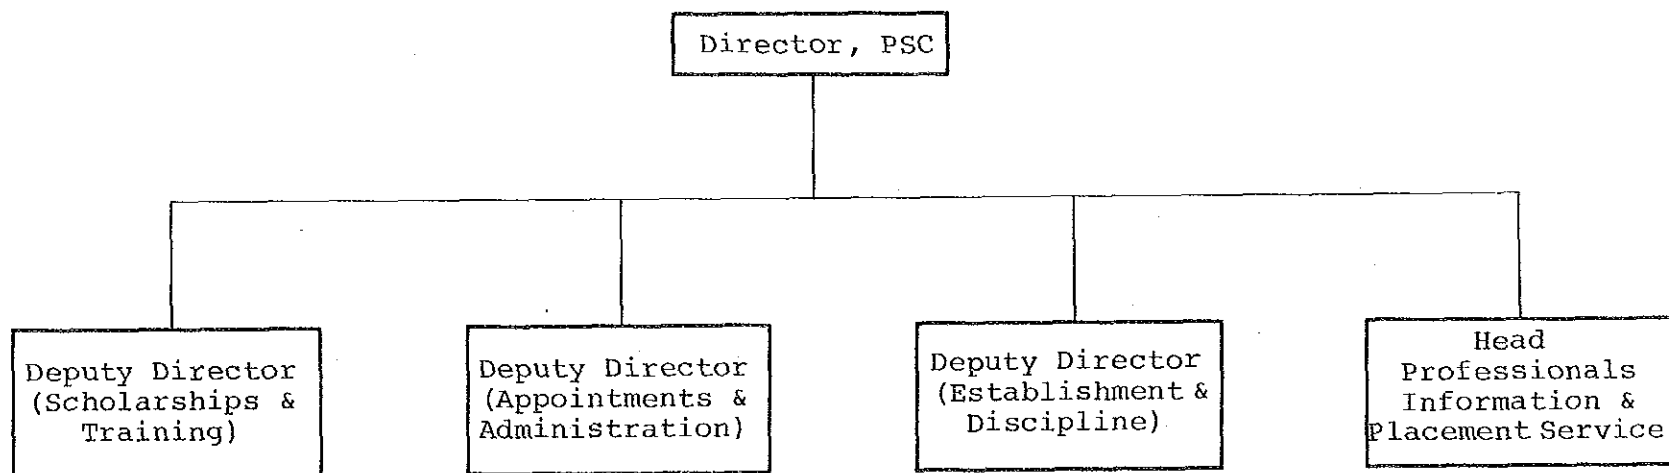 Director, PSC
Deputy Director
(Scholarships &
Training)
Deputy Director
(Appointments &
Administration)
Deputy Director
(Establishment &
Discipline)
Head
Professionals
Information &
Placement Service